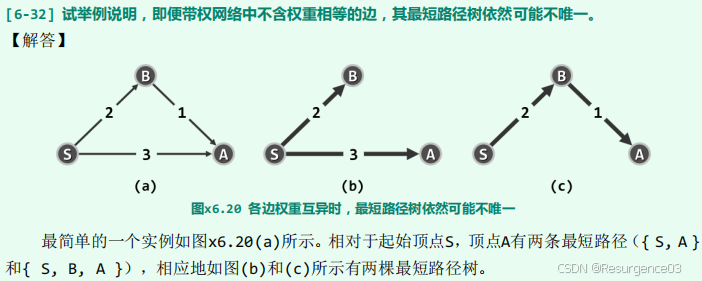 [6-32] 试举例说明，即便带权网络中不含权重相等的边，其最短路径树依然可能不唯一。
【解答】
B
2
1
S
3
A
(a)
B
2
S
3
A
(b)
B
2
1
S
A
(c)
图x6.20 各边权重互异时，最短路径树依然可能不唯一
最简单的一个实例如图x6.20(a)所示。相对于起始顶点S，顶点A有两条最短路径（{ S, A }
和{ S, B, A }），相应地如图(b)和(c)所示有两棵最短路径树。
CSDN @Resurgence03